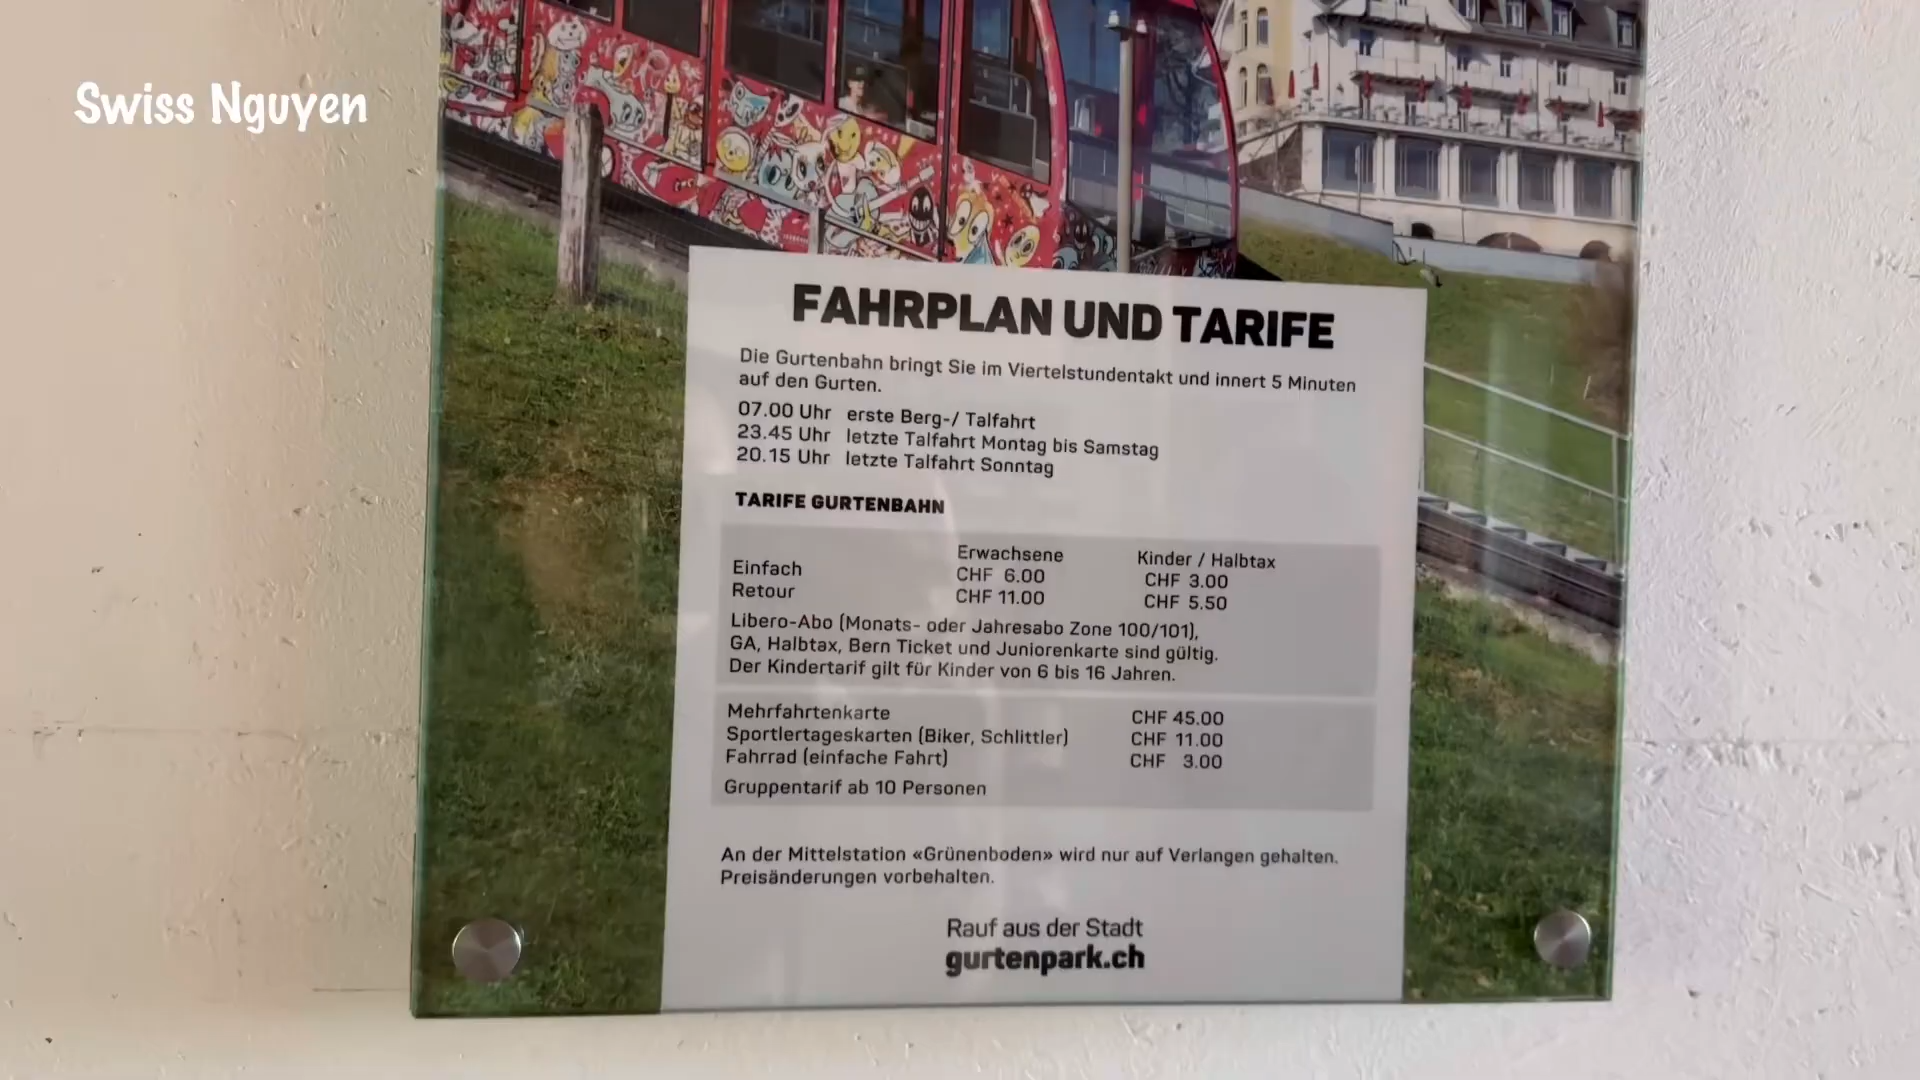 Swiss Nguyen
FAHRPLAN UND TARIFE
Die Gurtenbahn bringt Sie im Viertelstundentakt und innert 5 Minuten
auf den Gurten.
07.00 Uhr erste Berg-/ Talfahrt
23.45 Uhr letzte Talfahrt Montag bis Samstag
20.15 Uhr letzte Talfahrt Sonntag
TARIFE GURTENBAHN
Erwachsene Kinder / Halbtax
Einfach CHF 6.00 CHF 3.00
Retour CHF 11.00 CHF 5.50
Libero-Abo (Monats- oder Jahresabo Zone 100/101),
GA, Halbtax, Bern Ticket und Juniorenkarte sind gültig.
Der Kindertarif gilt für Kinder von 6 bis 16 Jahren.
Mehrfahrtenkarte CHF 45.00
Sportlertageskarten (Biker, Schlittler) CHF 11.00
Fahrrad (einfache Fahrt) CHF 3.00
Gruppentarif ab 10 Personen
An der Mittelstation «Grünenboden» wird nur auf Verlangen gehalten.
Preisänderungen vorbehalten.
Rauf aus der Stadt
gurtenpark.ch